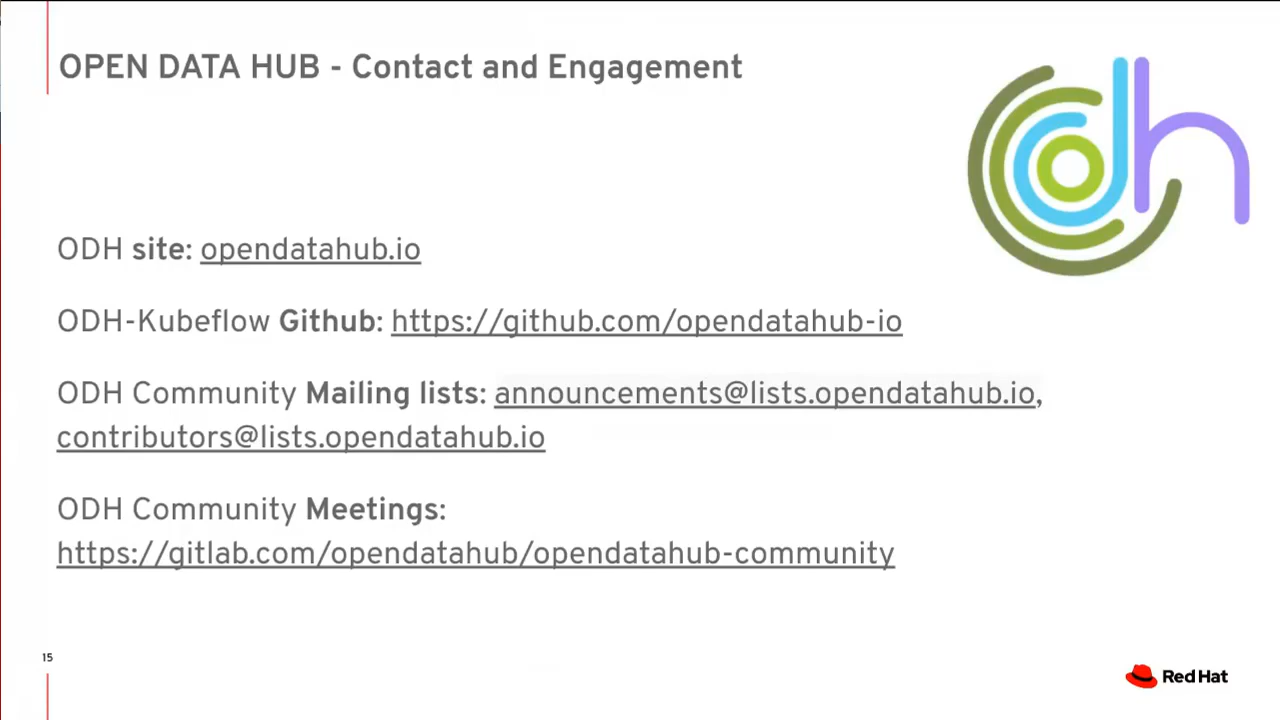 OPEN DATA HUB - Contact and Engagement
odh
ODH site: opendatahub.io
ODH-Kubeflow Github: https://github.com/opendatahub-io
ODH Community Mailing lists: announcements@lists.opendatahub.io,
contributors@lists.opendatahub.io
ODH Community Meetings:
https://gitlab.com/opendatahub/opendatahub-community
15
Red Hat